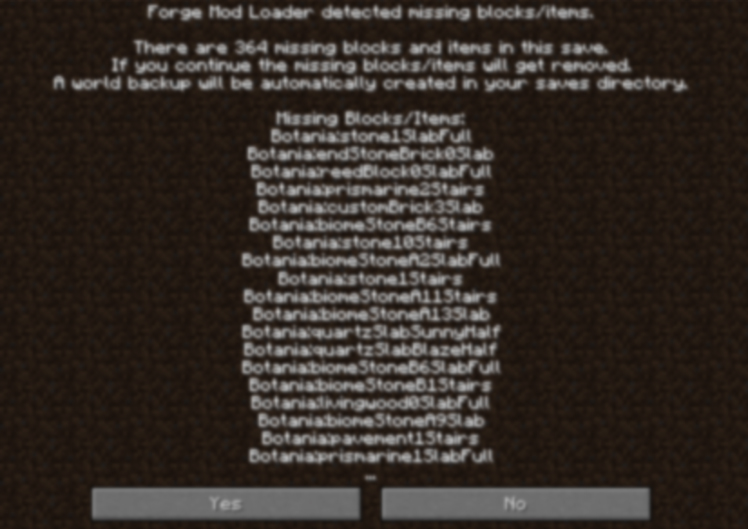 Forge Mod Loader detected missing blocks/items.
There are 364 missing blocks and items in this save.
If you continue the missing blocks/items will get removed.
A world backup will be automatically created in your saves directory.
Missing Blocks/Items:
Botania:stone1SlabFull
Botania:endStoneBrick0Slab
Botania:reedBlock0SlabFull
Botania:prismarine2Stairs
Botania:customBrick3Slab
Botania:biomeStoneB6Stairs
Botania:stone10Stairs
Botania:biomeStoneA2SlabFull
Botania:stone1Stairs
Botania:biomeStoneA11Stairs
Botania:biomeStoneA13Slab
Botania:quartzSlabSunnyHalf
Botania:quartzSlabBlazeHalf
Botania:biomeStoneB6SlabFull
Botania:biomeStoneB1Stairs
Botania:livingwood0SlabFull
Botania:biomeStoneA9Slab
Botania:pavement1Stairs
Botania:prismarine1SlabFull
Yes
No